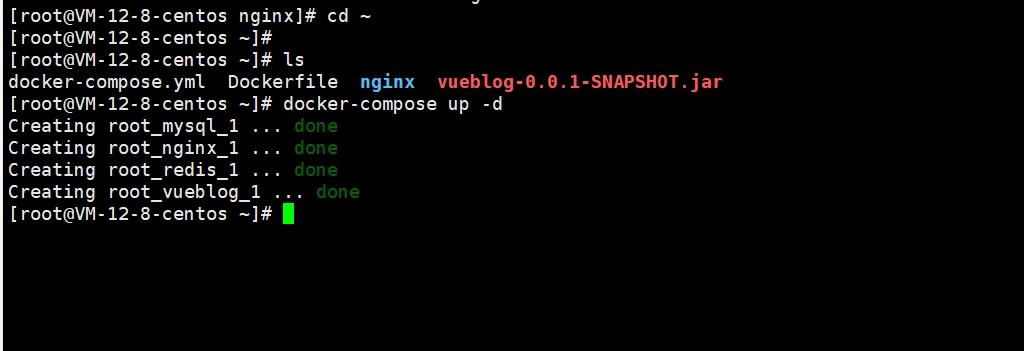 [root@VM-12-8-centos nginx]# cd ~
[root@VM-12-8-centos ~]#
[root@VM-12-8-centos ~]# ls
docker-compose.yml  Dockerfile  nginx  vueblog-0.0.1-SNAPSHOT.jar
[root@VM-12-8-centos ~]# docker-compose up -d
Creating root_mysql_1 ... done
Creating root_nginx_1 ... done
Creating root_redis_1 ... done
Creating root_vueblog_1 ... done
[root@VM-12-8-centos ~]#